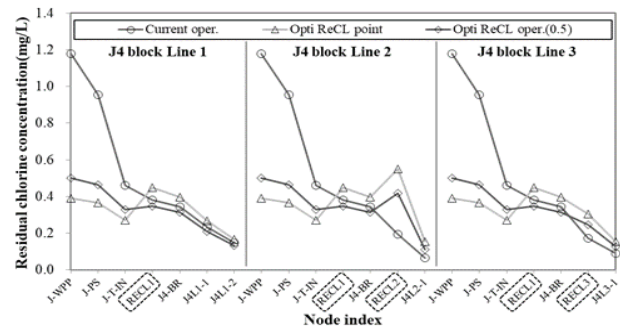 Current oper. Opti ReCL point Opti ReCL oper.(0.5)
J4 block Line 1 J4 block Line 2 J4 block Line 3
Residual chlorine concentration(mg/L)
1.4
1.2
1.0
0.8
0.6
0.4
0.2
0.0
J-WPP J-PS J-T-IN RECL1 J4-BR J4L1-1 J4L1-2 J-WPP J-PS J-T-IN RECL1 J4-BR RECL2 J4L2-1 J-WPP J-PS J-T-IN RECL1 J4-BR RECL3 J4L3-1
Node index